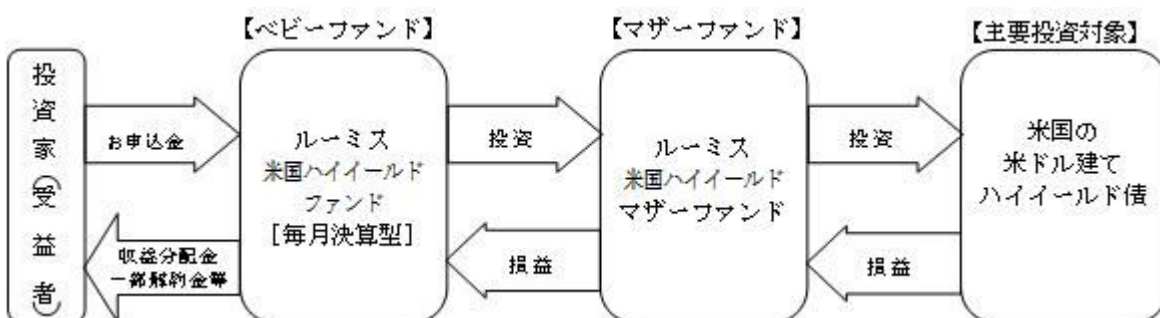 【ベビーファンド】
【マザーファンド】
【主要投資対象】
投資家（受益者）
お申込金
収益分配金
一部解約金等
ルーミス
米国ハイイールド
ファンド
［毎月決算型］
投資
損益
ルーミス
米国ハイイールド
マザーファンド
投資
損益
米国の
米ドル建て
ハイイールド債